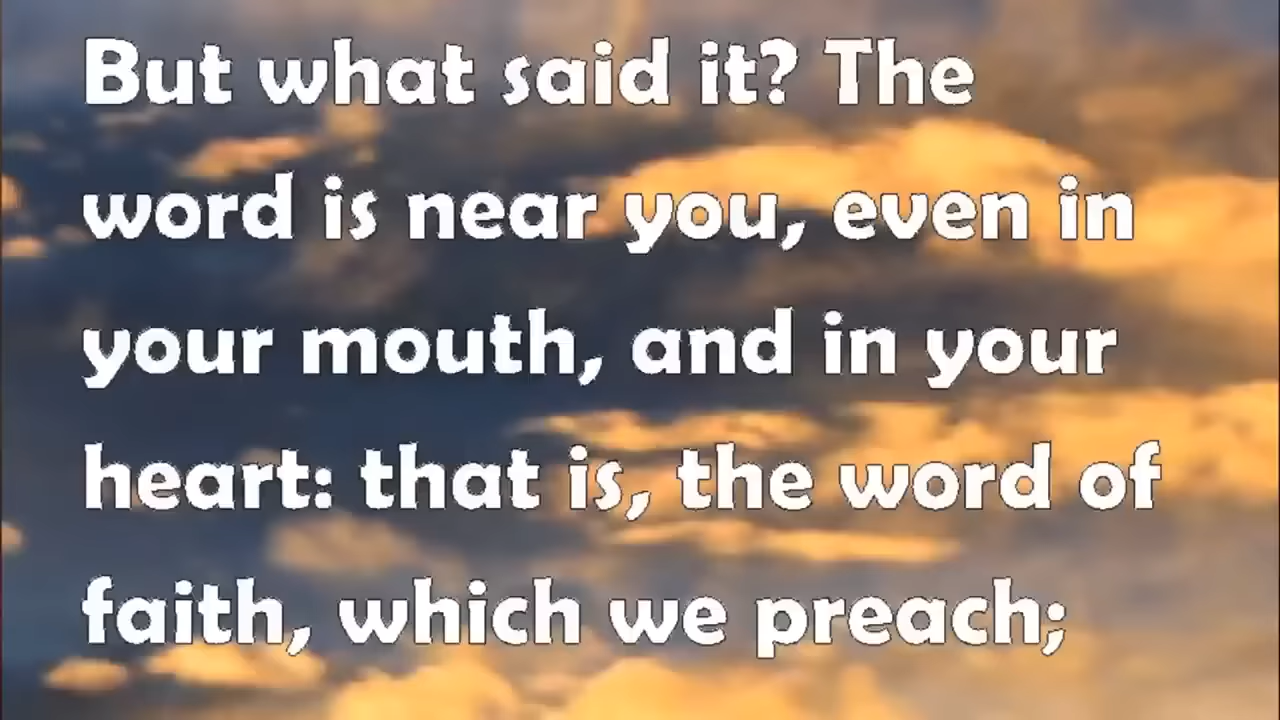 But what said it? The
word is near you, even in
your mouth, and in your
heart: that is, the word of
faith, which we preach;